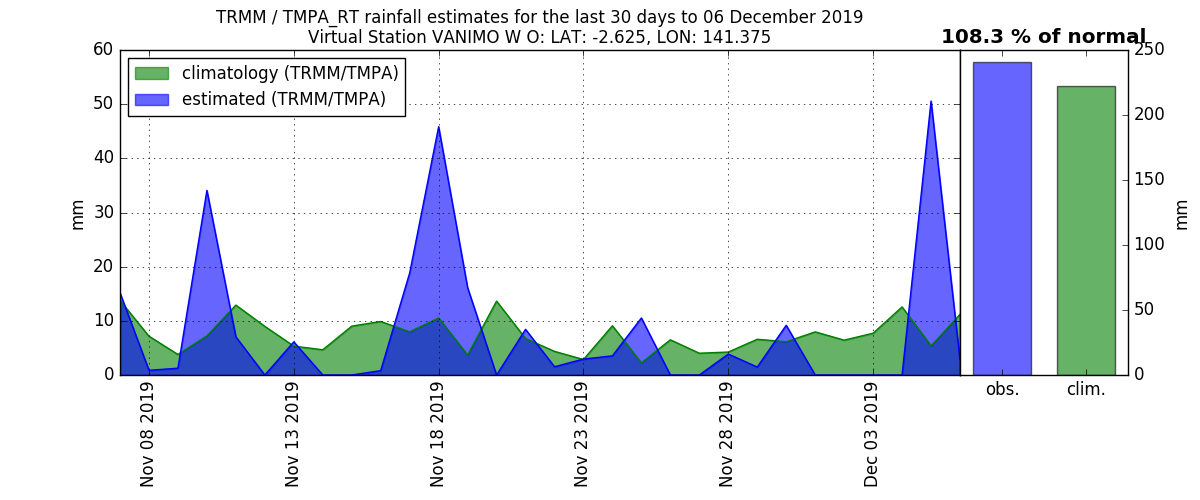 TRMM / TMPA_RT rainfall estimates for the last 30 days to 06 December 2019
Virtual Station VANIMO W O: LAT: -2.625, LON: 141.375
108.3 % of normal
climatology (TRMM/TMPA)
estimated (TRMM/TMPA)
60
50
40
30
20
10
0
mm
Nov 08 2019
Nov 13 2019
Nov 18 2019
Nov 23 2019
Nov 28 2019
Dec 03 2019
obs.
clim.
250
200
150
100
50
0
mm